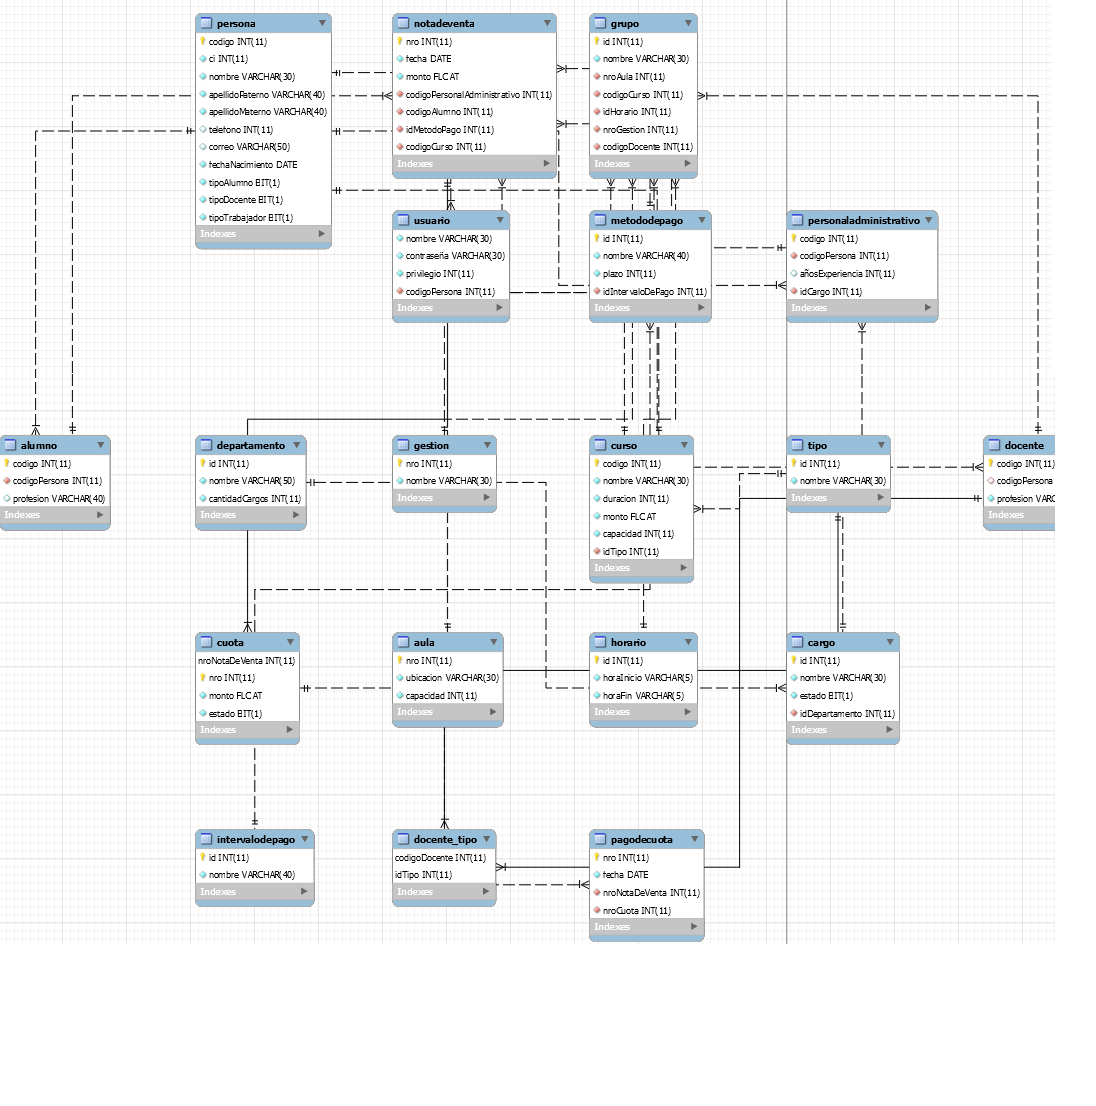 persona
codigo INT(11)
ci INT(11)
nombre VARCHAR(30)
apellidoPaterno VARCHAR(40)
apellidoMaterno VARCHAR(40)
telefono INT(11)
correo VARCHAR(50)
fechaNacimiento DATE
tipoAlumno BIT(1)
tipoDocente BIT(1)
tipoTrabajador BIT(1)
Indexes
notadeventa
nro INT(11)
fecha DATE
monto FLOAT
codigoPersonalAdministrativo INT(11)
codigoAlumno INT(11)
idMetodoPago INT(11)
codigoCurso INT(11)
Indexes
grupo
id INT(11)
nombre VARCHAR(30)
nroAula INT(11)
codigoCurso INT(11)
idHorario INT(11)
nroGestion INT(11)
codigoDocente INT(11)
Indexes
usuario
nombre VARCHAR(30)
contraseña VARCHAR(30)
privilegio INT(11)
codigoPersona INT(11)
Indexes
metododepago
id INT(11)
nombre VARCHAR(40)
plazo INT(11)
idIntervaloDePago INT(11)
Indexes
personaladministrativo
codigo INT(11)
codigoPersona INT(11)
añosExperiencia INT(11)
idCargo INT(11)
Indexes
alumno
codigo INT(11)
codigoPersona INT(11)
profesion VARCHAR(40)
Indexes
departamento
id INT(11)
nombre VARCHAR(50)
cantidadCargos INT(11)
Indexes
gestion
nro INT(11)
nombre VARCHAR(30)
Indexes
curso
codigo INT(11)
nombre VARCHAR(30)
duracion INT(11)
monto FLOAT
capacidad INT(11)
idTipo INT(11)
Indexes
tipo
id INT(11)
nombre VARCHAR(30)
Indexes
docente
codigo INT(11)
codigoPersona
profesion VARC
Indexes
cuota
nroNotaDeVenta INT(11)
nro INT(11)
monto FLOAT
estado BIT(1)
Indexes
aula
nro INT(11)
ubicacion VARCHAR(30)
capacidad INT(11)
Indexes
horario
id INT(11)
horaInicio VARCHAR(5)
horaFin VARCHAR(5)
Indexes
cargo
id INT(11)
nombre VARCHAR(30)
estado BIT(1)
idDepartamento INT(11)
Indexes
intervalodepago
id INT(11)
nombre VARCHAR(40)
Indexes
docente_tipo
codigoDocente INT(11)
idTipo INT(11)
Indexes
pagodecuota
nro INT(11)
fecha DATE
nroNotaDeVenta INT(11)
nroCuota INT(11)
Indexes